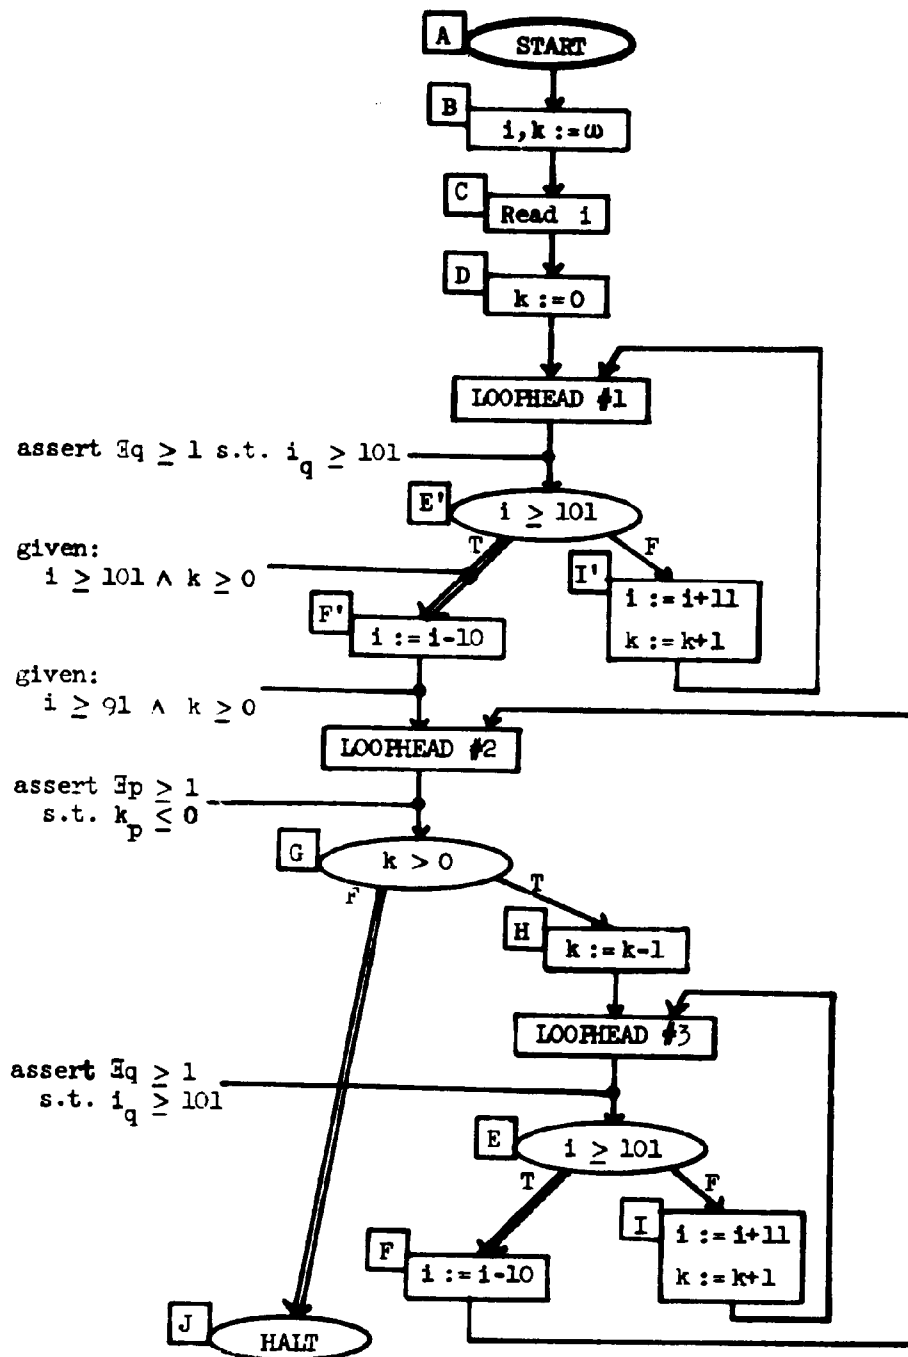 A
START
B
i, k := ω
C
Read i
D
k := 0
LOOPHEAD #1
assert ∃q ≥ 1 s.t. i_q ≥ 101
E'
i ≥ 101
T
F
given:
i ≥ 101 ∧ k ≥ 0
I'
i := i+11
k := k+1
F'
i := i-10
given:
i ≥ 91 ∧ k ≥ 0
LOOPHEAD #2
assert ∃p ≥ 1
s.t. k_p ≤ 0
G
k > 0
F
T
H
k := k-1
LOOPHEAD #3
assert ∃q ≥ 1
s.t. i_q ≥ 101
E
i ≥ 101
T
F
I
i := i+11
k := k+1
F
i := i-10
J
HALT